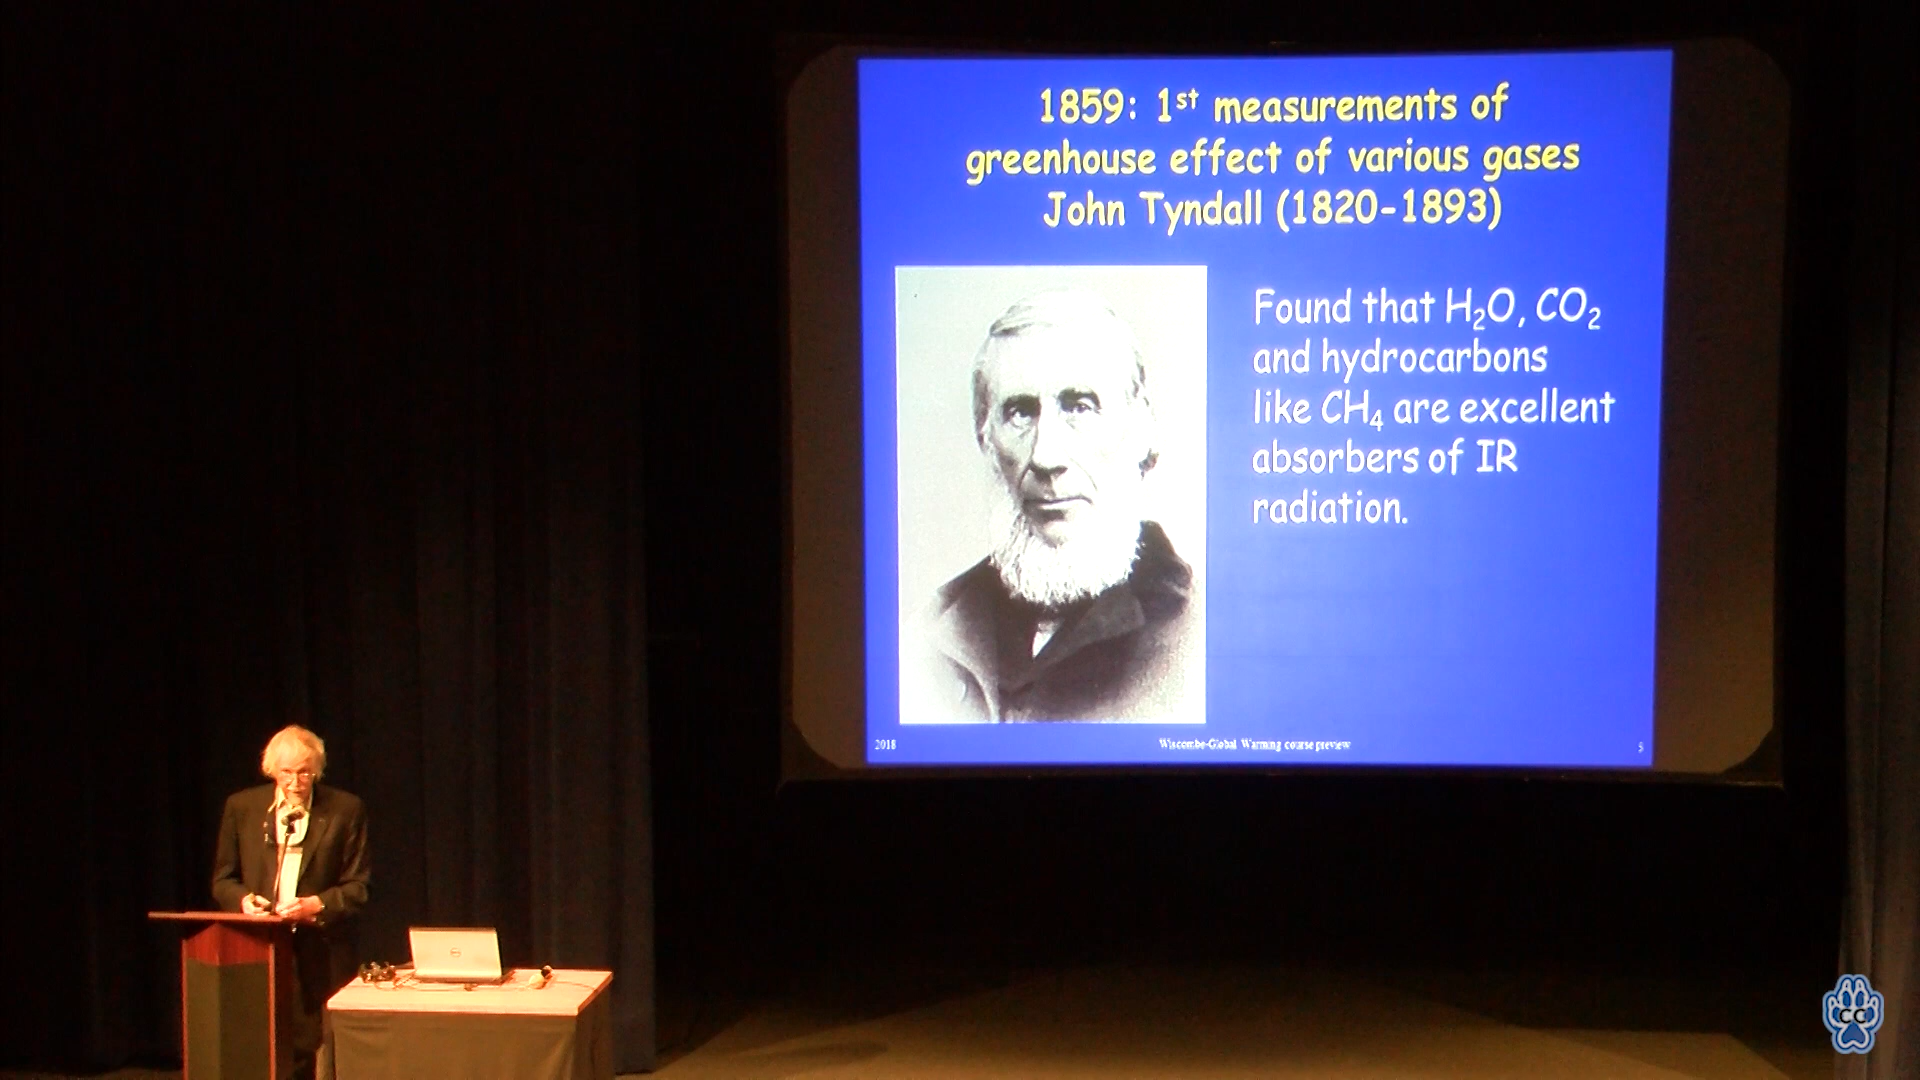 1859: 1st measurements of
greenhouse effect of various gases
John Tyndall (1820-1893)
Found that H₂O, CO₂
and hydrocarbons
like CH₄ are excellent
absorbers of IR
radiation.
2018
Wiscombe-Global Warming course preview
5
CC